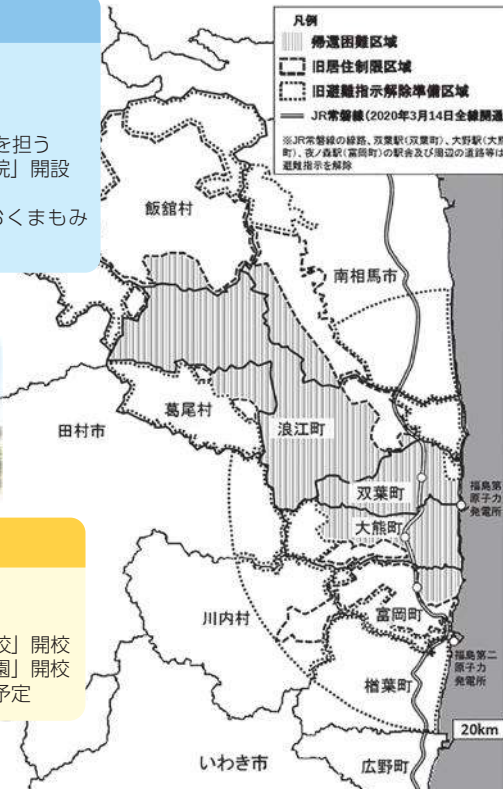 凡例
帰還困難区域
旧居住制限区域
旧避難指示解除準備区域
JR常磐線(2020年3月14日全線開通
※JR常磐線の線路、双葉駅(双葉町)、大野駅(大熊
町)、夜ノ森駅(富岡町)の駅舎及び周辺の道路等は
避難指示を解除
を担う
院」開設
おくまもみ
飯舘村
南相馬市
葛尾村
田村市
浪江町
双葉町
福島第一
原子力
発電所
大熊町
校」開校
園」開校
予定
川内村
富岡町
福島第二
原子力
発電所
楢葉町
20km
いわき市
広野町